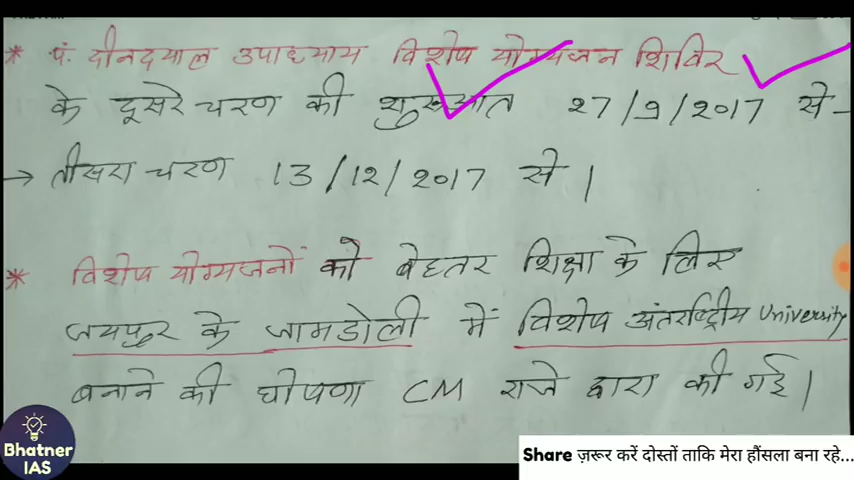 * पं. दीनदयाल उपाध्याय विशेष योग्यजन शिविर
के दूसरे चरण की शुरुआत 27/9/2017 से -
→ तीसरा चरण 13/12/2017 से।
* विशेष योग्यजनों को बेहतर शिक्षा के लिए
जयपुर के जामडोली में विशेष अंतर्राष्ट्रीय University
बनाने की घोषणा CM राजे द्वारा की गई।
Bhatner
IAS
Share ज़रूर करें दोस्तों ताकि मेरा हौंसला बना रहे...